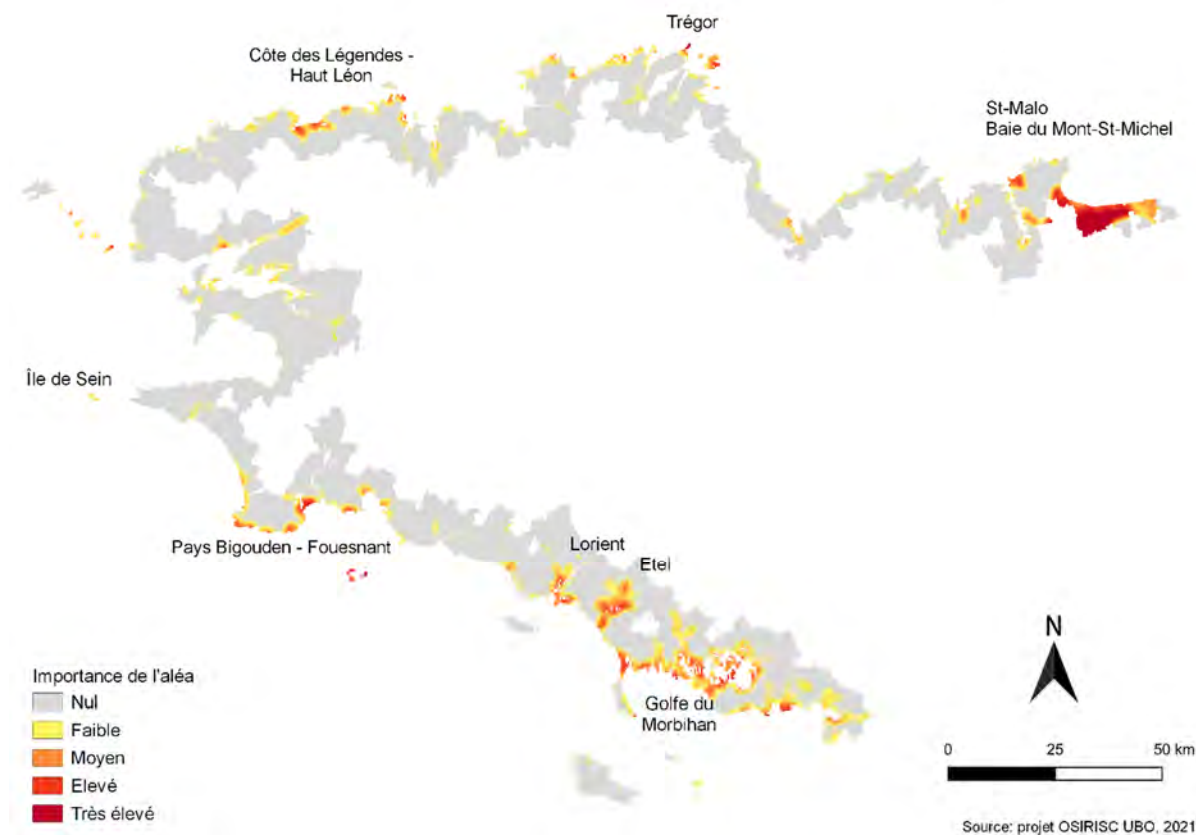 Trégor
Côte des Légendes -
Haut Léon
St-Malo
Baie du Mont-St-Michel
Île de Sein
Pays Bigouden - Fouesnant
Lorient
Etel
Golfe du
Morbihan
Importance de l'aléa
Nul
Faible
Moyen
Elevé
Très élevé
N
0 25 50 km
Source: projet OSIRISC UBO, 2021